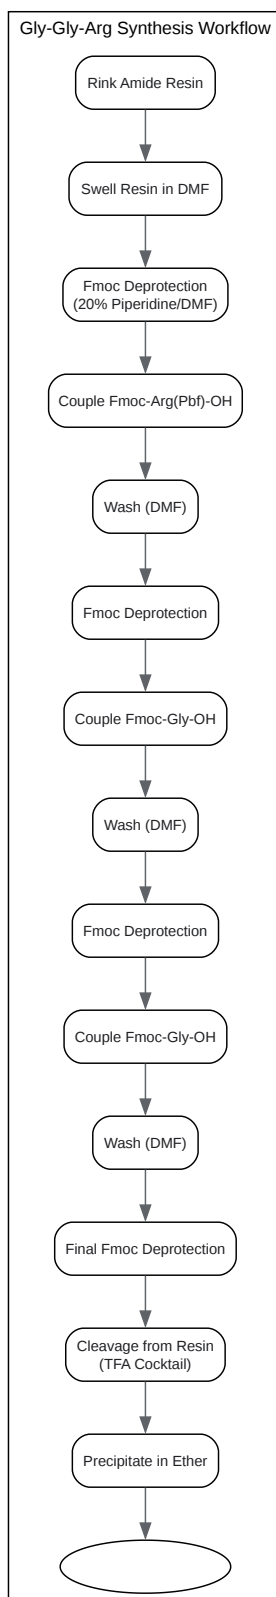 Gly-Gly-Arg Synthesis Workflow
Rink Amide Resin
Swell Resin in DMF
Fmoc Deprotection
(20% Piperidine/DMF)
Couple Fmoc-Arg(Pbf)-OH
Wash (DMF)
Fmoc Deprotection
Couple Fmoc-Gly-OH
Wash (DMF)
Fmoc Deprotection
Couple Fmoc-Gly-OH
Wash (DMF)
Final Fmoc Deprotection
Cleavage from Resin
(TFA Cocktail)
Precipitate in Ether